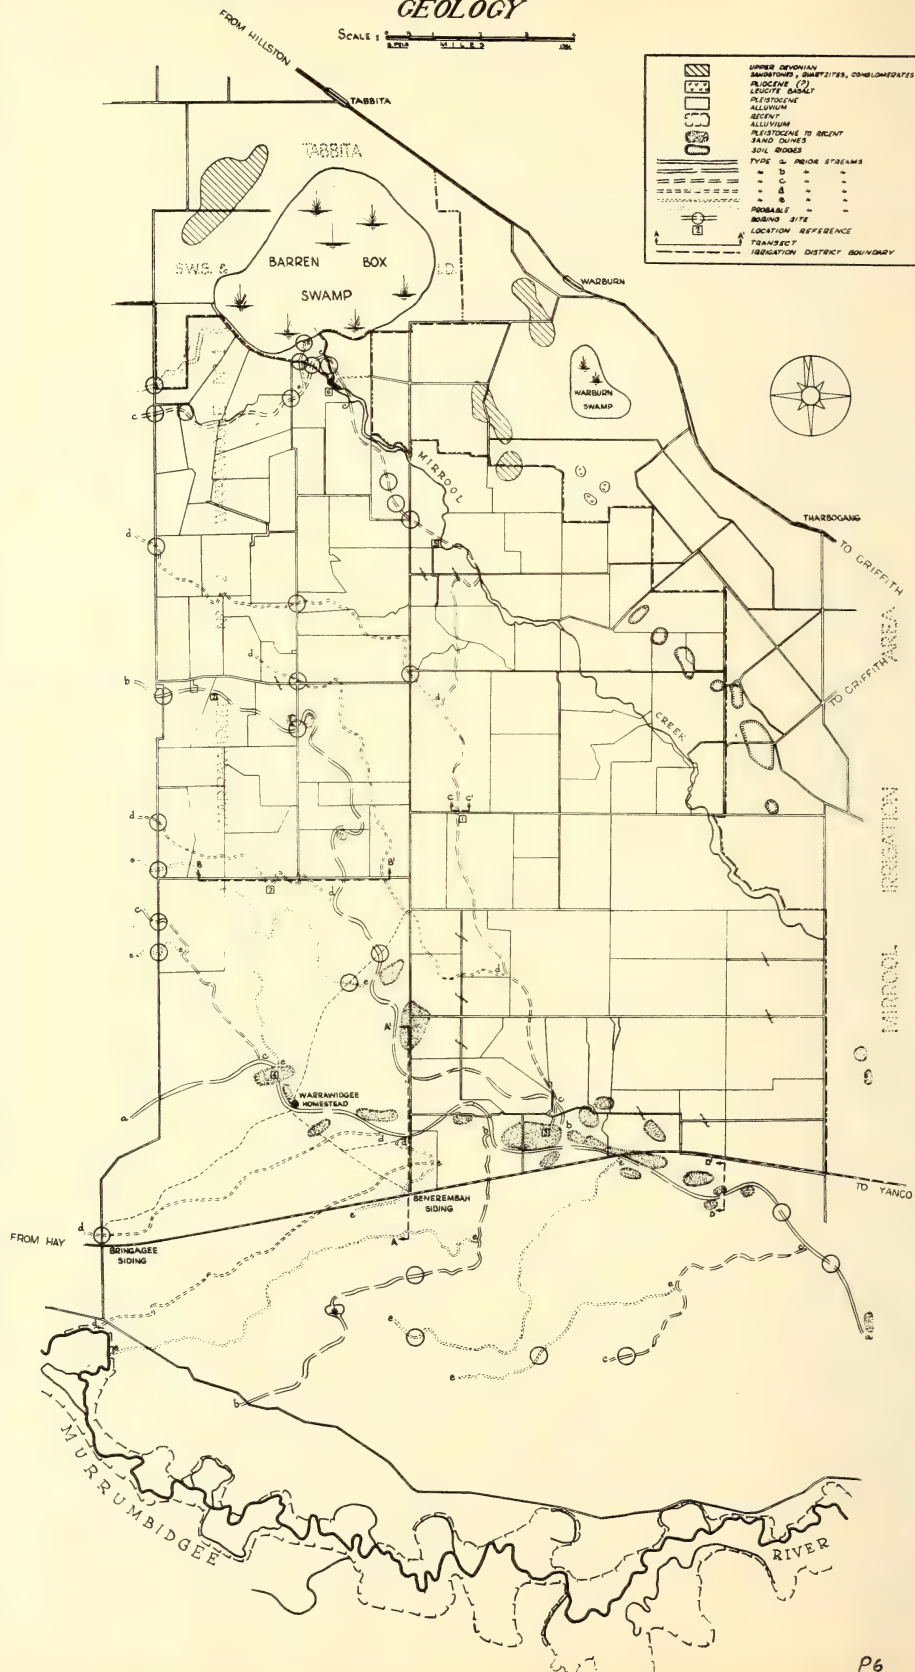 GEOLOGY
SCALE :
MILES
FROM HILLSTON
UPPER DEVONIAN
SANDSTONES, QUARTZITES, CONGLOMERATES
PLIOCENE (?)
LEUCITE BASALT
PLEISTOCENE
ALLUVIUM
RECENT
ALLUVIUM
PLEISTOCENE TO RECENT
SAND DUNES
SOIL RIDGES
TYPE a PRIOR STREAMS
" b " "
" c " "
" d " "
" e " "
PROBABLE " "
BORING SITE
2 LOCATION REFERENCE
A A' TRANSECT
IRRIGATION DISTRICT BOUNDARY
TABBITA
TABBITA
BARREN BOX
SWAMP
S.W.S. &
WARBURN
WARBURN
SWAMP
MIRROOL
THARBOGANG
TO GRIFFITH
TO GRIFFITH
CREEK
MIRROOL IRRIGATION AREA
c
d
b
d
e
c
e
B B'
C C'
A'
a
WARRAWIDGEE
HOMESTEAD
BENEREMBAH
SIDING
TO YANCO
FROM HAY
BRINGAGEE
SIDING
A
D
e
e
c
b
MURRUMBIDGEE
RIVER
P6